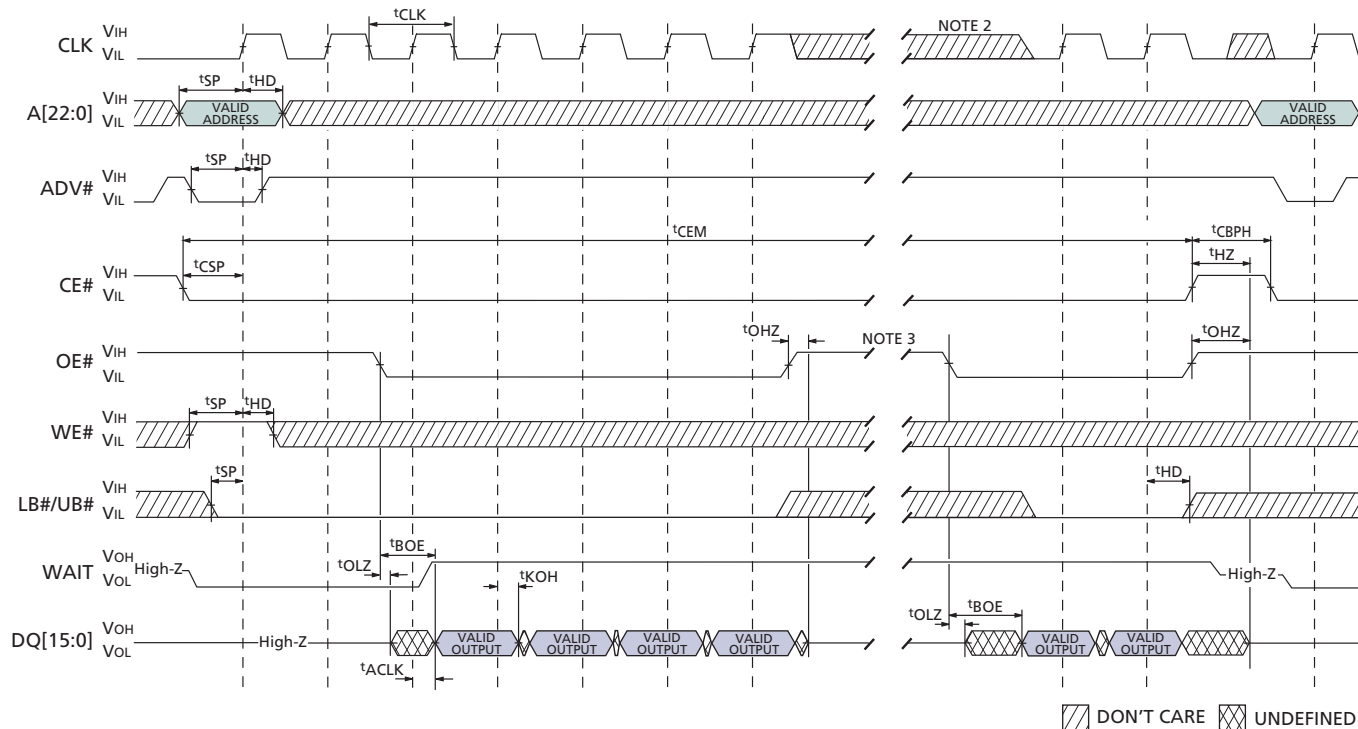 tCLK
NOTE 2
CLK VIH
VIL
tSP tHD
A[22:0] VIH
VIL
VALID ADDRESS
VALID ADDRESS
tSP tHD
ADV# VIH
VIL
tCEM
tCBPH
tCSP
tHZ
CE# VIH
VIL
tOHZ
NOTE 3
tOHZ
OE# VIH
VIL
tSP tHD
WE# VIH
VIL
tSP
tHD
LB#/UB# VIH
VIL
tBOE
WAIT VOH
VOL
High-Z
tOLZ
tKOH
High-Z
tOLZ
tBOE
DQ[15:0] VOH
VOL
High-Z
VALID OUTPUT
VALID OUTPUT
VALID OUTPUT
VALID OUTPUT
VALID OUTPUT
VALID OUTPUT
tACLK
DON'T CARE
UNDEFINED